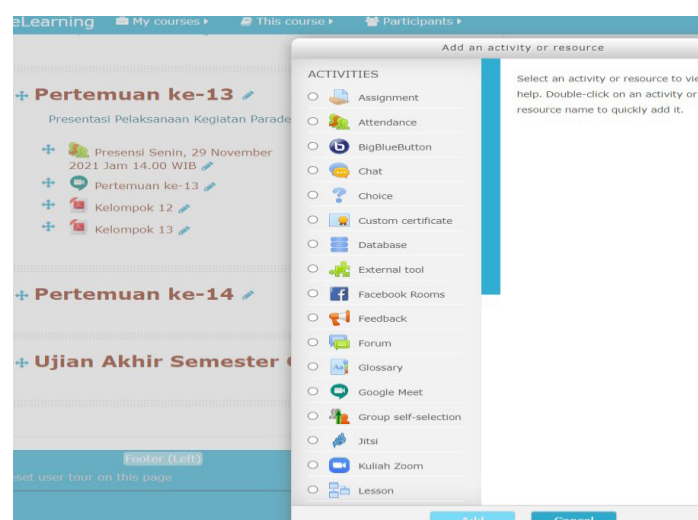 eLearning My courses This course Participants
Add an activity or resource
Pertemuan ke-13
Presentasi Pelaksanaan Kegiatan Parade
Presensi Senin, 29 November
2021 Jam 14.00 WIB
Pertemuan ke-13
Kelompok 12
Kelompok 13
Pertemuan ke-14
Ujian Akhir Semester
Footer (Left)
user tour on this page
ACTIVITIES
Assignment
Attendance
BigBlueButton
Chat
Choice
Custom certificate
Database
External tool
Facebook Rooms
Feedback
Forum
Glossary
Google Meet
Group self-selection
Jitsi
Kuliah Zoom
Lesson
Select an activity or resource to
help. Double-click on an activity or
resource name to quickly add it.
Add
Cancel